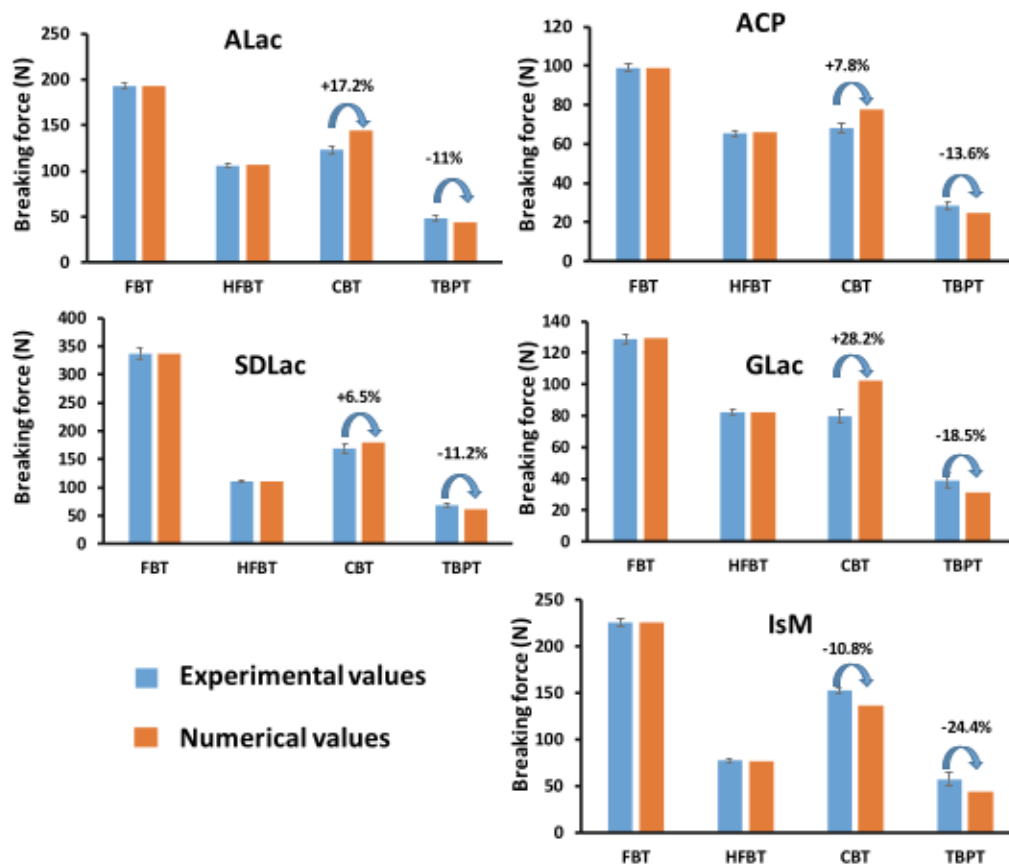 ALac
Breaking force (N)
250
200
150
100
50
0
+17.2%
-11%
FBT HFBT CBT TBPT
ACP
Breaking force (N)
120
100
80
60
40
20
0
+7.8%
-13.6%
FBT HFBT CBT TBPT
SDLac
Breaking force (N)
400
350
300
250
200
150
100
50
0
+6.5%
-11.2%
FBT HFBT CBT TBPT
GLac
Breaking force (N)
140
120
100
80
60
40
20
0
+28.2%
-18.5%
FBT HFBT CBT TBPT
Experimental values
Numerical values
IsM
Breaking force (N)
250
200
150
100
50
0
-10.8%
-24.4%
FBT HFBT CBT TBPT